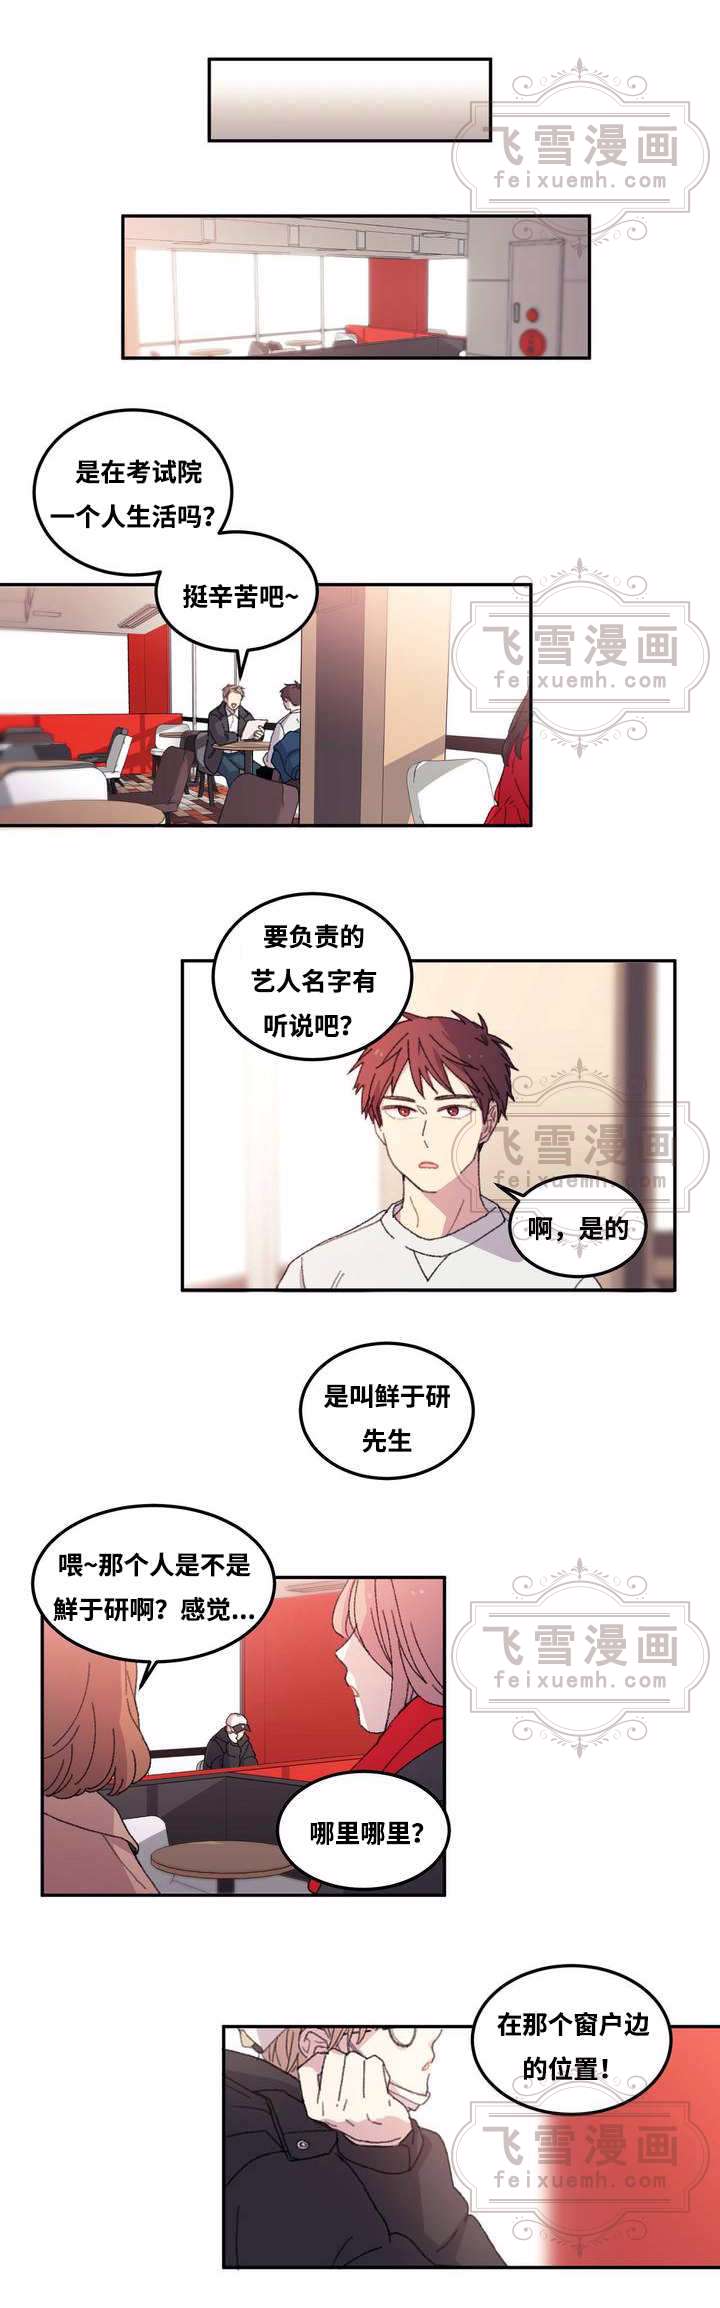 飞雪漫画
feixuemh.com
是在考试院
一个人生活吗？
挺辛苦吧~
飞雪漫画
feixuemh.com
要负责的
艺人名字有
听说吧？
飞雪漫画
feixuemh.com
啊，是的
是叫鲜于研
先生
喂~那个人是不是
鮮于研啊？感觉...
飞雪漫画
feixuemh.com
哪里哪里？
在那个窗户边
的位置！
飞雪漫画
feixuemh.com